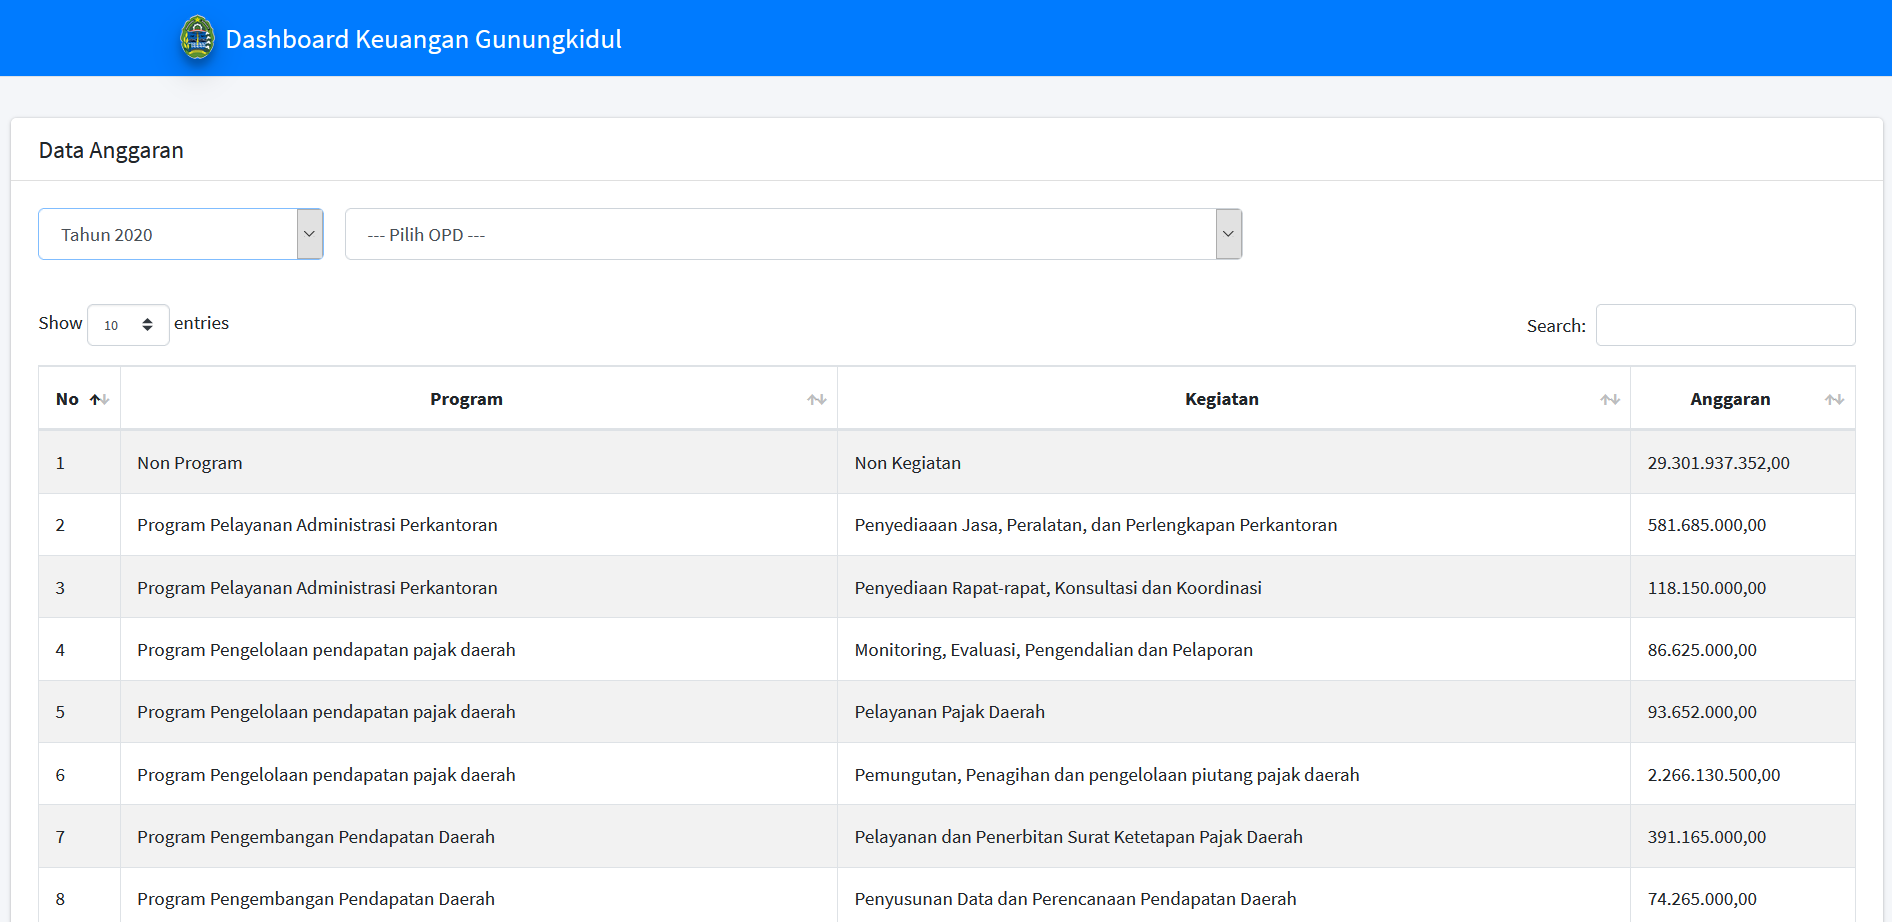 Dashboard Keuangan Gunungkidul
Data Anggaran
Tahun 2020
--- Pilih OPD ---
Show 10 entries
Search:
No Program Kegiatan Anggaran
1 Non Program Non Kegiatan 29.301.937.352,00
2 Program Pelayanan Administrasi Perkantoran Penyediaaan Jasa, Peralatan, dan Perlengkapan Perkantoran 581.685.000,00
3 Program Pelayanan Administrasi Perkantoran Penyediaan Rapat-rapat, Konsultasi dan Koordinasi 118.150.000,00
4 Program Pengelolaan pendapatan pajak daerah Monitoring, Evaluasi, Pengendalian dan Pelaporan 86.625.000,00
5 Program Pengelolaan pendapatan pajak daerah Pelayanan Pajak Daerah 93.652.000,00
6 Program Pengelolaan pendapatan pajak daerah Pemungutan, Penagihan dan pengelolaan piutang pajak daerah 2.266.130.500,00
7 Program Pengembangan Pendapatan Daerah Pelayanan dan Penerbitan Surat Ketetapan Pajak Daerah 391.165.000,00
8 Program Pengembangan Pendapatan Daerah Penyusunan Data dan Perencanaan Pendapatan Daerah 74.265.000,00